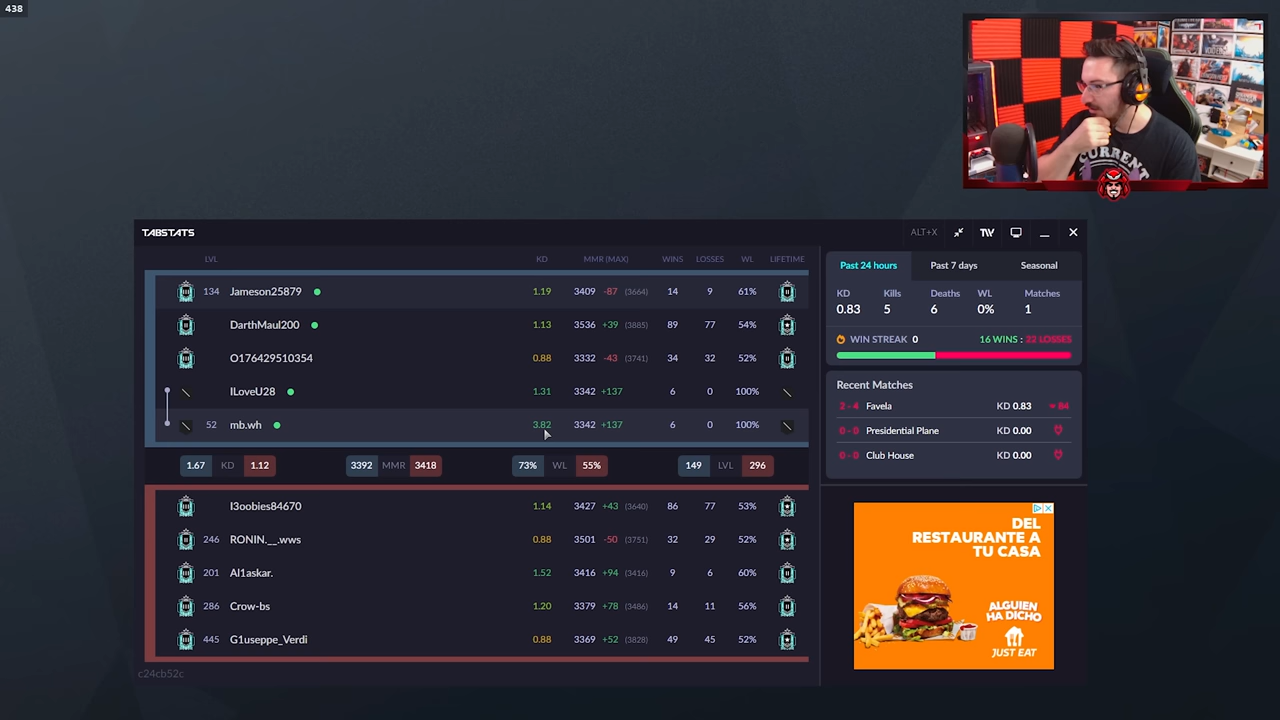 438
CURRENT
TABSTATS
ALT+X
LVL KD MMR (MAX) WINS LOSSES WL LIFETIME
134 Jameson25879 1.19 3409 -87 (3664) 14 9 61%
DarthMaul200 1.13 3536 +39 (3885) 89 77 54%
O176429510354 0.88 3332 -43 (3741) 34 32 52%
ILoveU28 1.31 3342 +137 6 0 100%
52 mb.wh 3.82 3342 +137 6 0 100%
1.67 KD 1.12 3392 MMR 3418 73% WL 55% 149 LVL 296
I3oobies84670 1.14 3427 +43 (3640) 86 77 53%
246 RONIN.__.wws 0.88 3501 -50 (3751) 32 29 52%
201 Al1askar. 1.52 3416 +94 (3416) 9 6 60%
286 Crow-bs 1.20 3379 +78 (3486) 14 11 56%
445 G1useppe_Verdi 0.88 3369 +52 (3828) 49 45 52%
c24cb52c
Past 24 hours Past 7 days Seasonal
KD Kills Deaths WL Matches
0.83 5 6 0% 1
WIN STREAK 0 16 WINS : 22 LOSSES
Recent Matches
2 - 4 Favela KD 0.83 84
0 - 0 Presidential Plane KD 0.00
0 - 0 Club House KD 0.00
DEL
RESTAURANTE A
TU CASA
ALGUIEN
HA DICHO
JUST EAT